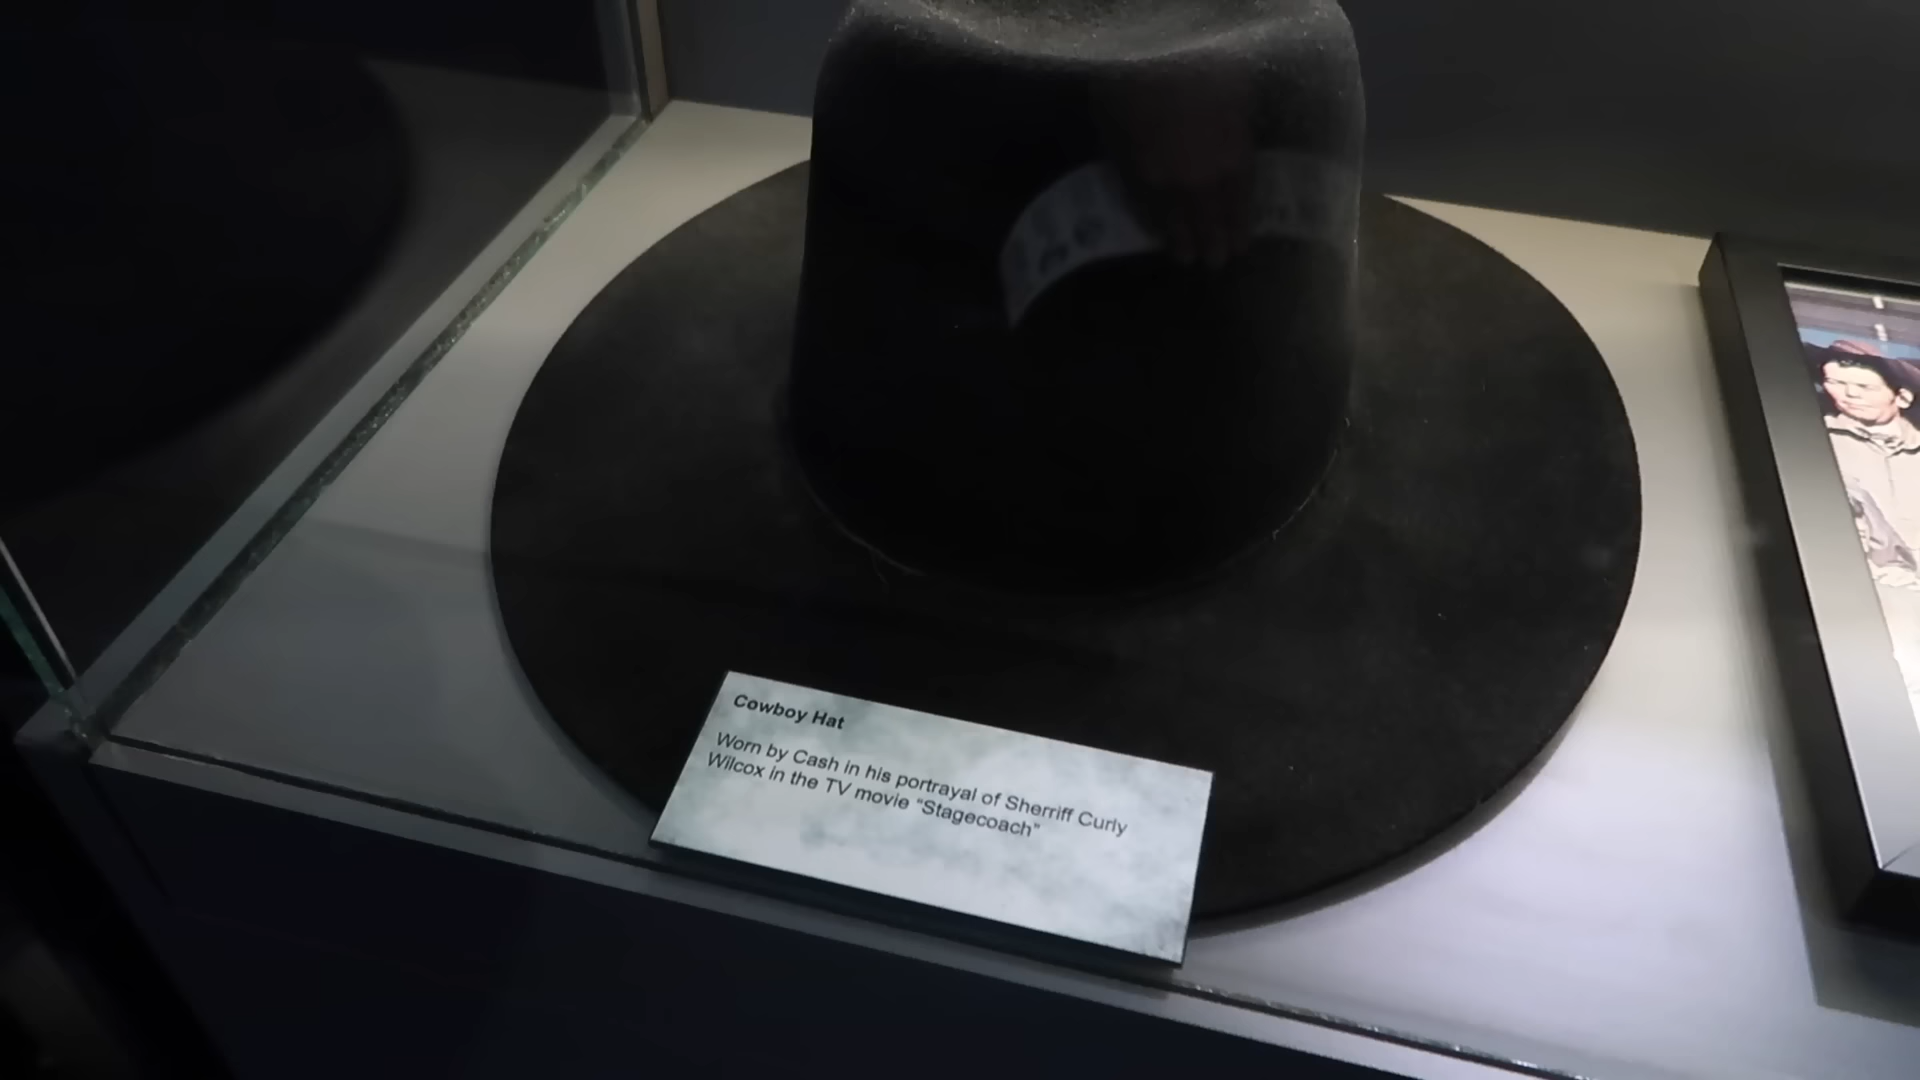 Cowboy Hat
Worn by Cash in his portrayal of Sherriff Curly
Wilcox in the TV movie “Stagecoach”